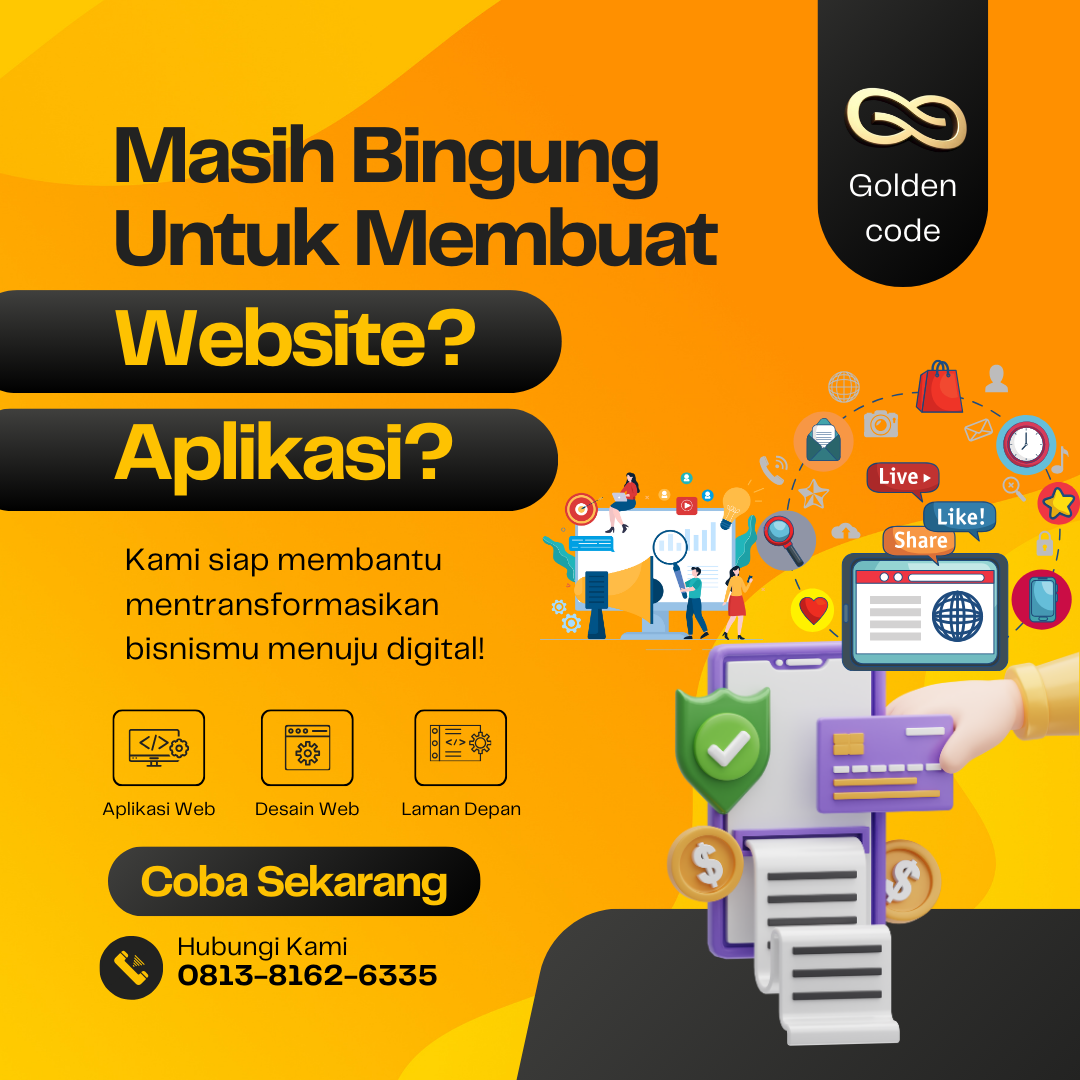 Golden
code
Masih Bingung
Untuk Membuat
Website?
Aplikasi?
Kami siap membantu
mentransformasikan
bisnismu menuju digital!
Live
Like!
Share
Aplikasi Web
Desain Web
Laman Depan
Coba Sekarang
Hubungi Kami
0813-8162-6335